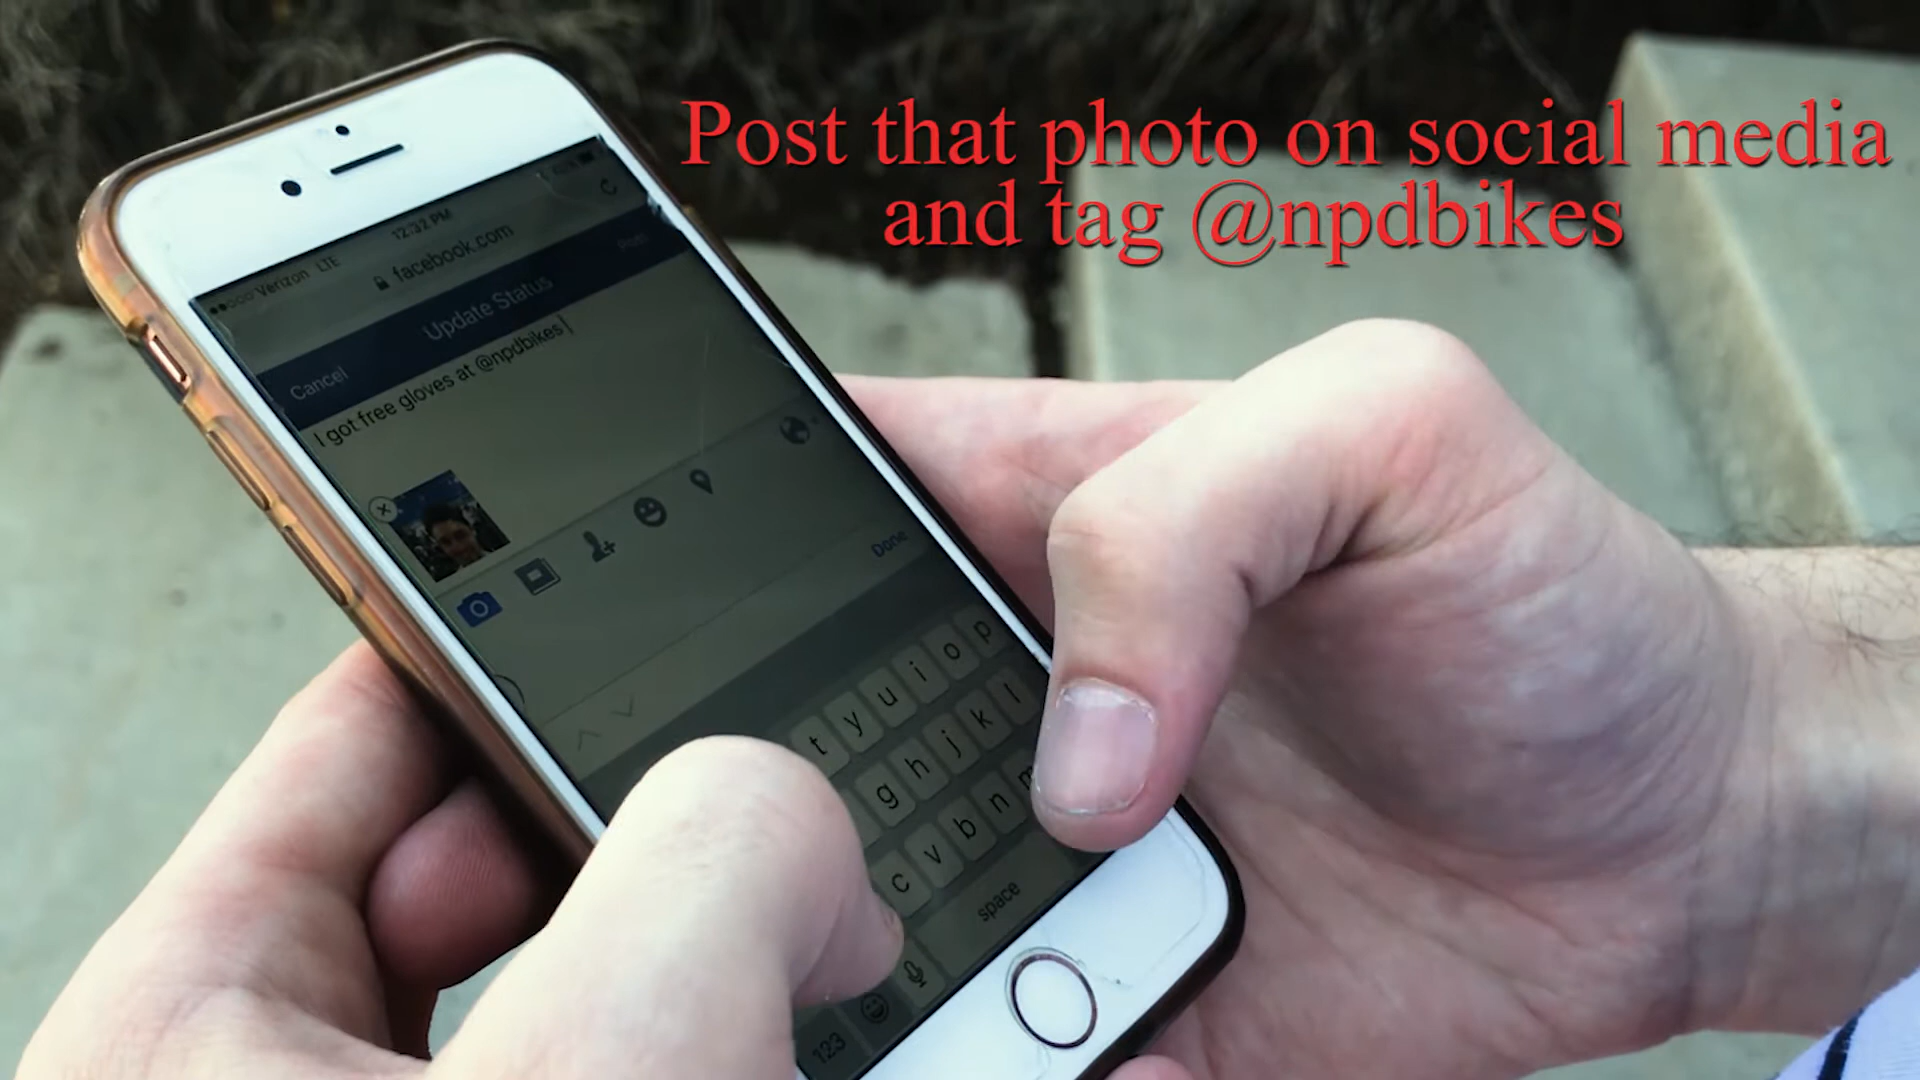 Post that photo on social media
and tag @npdbikes
Verizon LTE
12:32 PM
facebook.com
Cancel
Update Status
Post
I got free gloves at @npdbikes
Done
t y u i o p
g h j k l
c v b n m
123
space